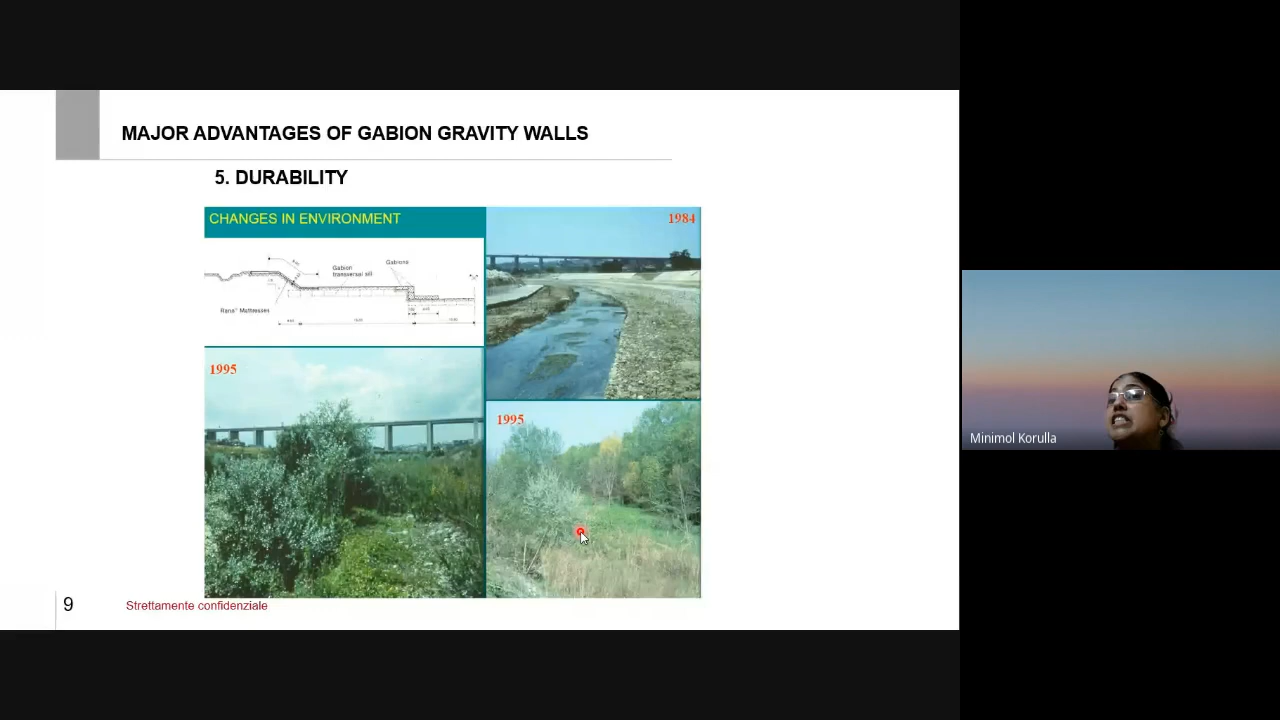 MAJOR ADVANTAGES OF GABION GRAVITY WALLS
5. DURABILITY
CHANGES IN ENVIRONMENT
1984
Gabion
transversal sill
Gabions
Mattresses
1995
1995
Minimol Korulla
9
Strettamente confidenziale